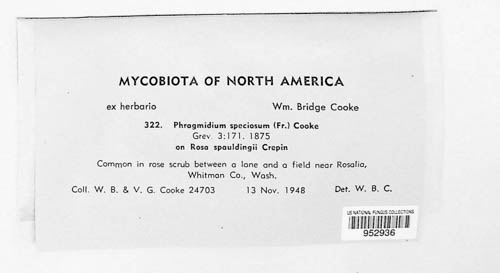 MYCOBIOTA OF NORTH AMERICA
ex herbario Wm. Bridge Cooke
322. Phragmidium speciosum (Fr.) Cooke
Grev. 3:171. 1875
on Rosa spauldingii Crepin
Common in rose scrub between a lane and a field near Rosalia,
Whitman Co., Wash.
Coll. W. B. & V. G. Cooke 24703 13 Nov. 1948 Det. W. B. C.
US NATIONAL FUNGUS COLLECTIONS
952936